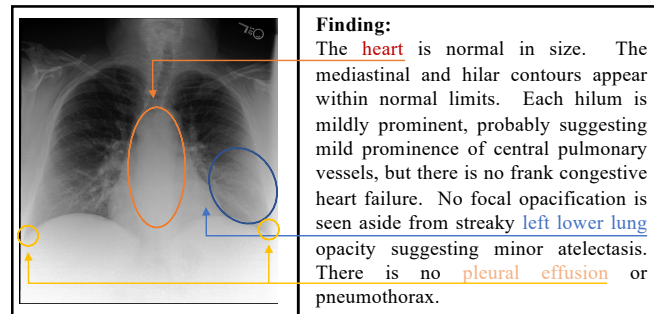 Finding:
The heart is normal in size. The
mediastinal and hilar contours appear
within normal limits. Each hilum is
mildly prominent, probably suggesting
mild prominence of central pulmonary
vessels, but there is no frank congestive
heart failure. No focal opacification is
seen aside from streaky left lower lung
opacity suggesting minor atelectasis.
There is no pleural effusion or
pneumothorax.